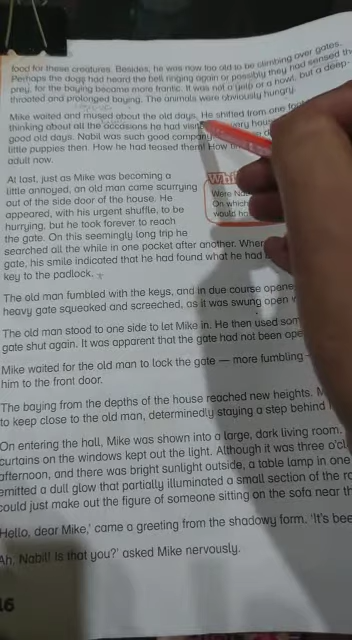 food for these creatures. Besides, he was now too old to be climbing over gates.
Perhaps the dogs had heard the bell ringing again or possibly they had sensed th
prey, for the baying became more frantic. It was not a yelp or a howl, but a deep-
throated and prolonged baying. The animals were obviously hungry.
Mike waited and mused about the old days. He shifted from one foot
thinking about all the occasions he had visit very hous
good old days. Nabil was such good company
little puppies then. How he had teased them! How
adult now.
At last, just as Mike was becoming a
little annoyed, an old man came scurrying
out of the side door of the house. He
appeared, with his urgent shuffle, to be
hurrying, but he took forever to reach
the gate. On this seemingly long trip he
searched all the while in one pocket after another. When
gate, his smile indicated that he had found what he had
key to the padlock.
Whi
Were Na
On which
would ha
The old man fumbled with the keys, and in due course opene
heavy gate squeaked and screeched, as it was swung open
The old man stood to one side to let Mike in. He then used som
gate shut again. It was apparent that the gate had not been ope
Mike waited for the old man to lock the gate — more fumbling –
him to the front door.
The baying from the depths of the house reached new heights. M
to keep close to the old man, determinedly staying a step behind
On entering the hall, Mike was shown into a large, dark living room.
curtains on the windows kept out the light. Although it was three o'cl
afternoon, and there was bright sunlight outside, a table lamp in one
emitted a dull glow that partially illuminated a small section of the ro
could just make out the figure of someone sitting on the sofa near th
Hello, dear Mike,' came a greeting from the shadowy form. 'It's bee
Ah. Nabil! Is that you?' asked Mike nervously.
16